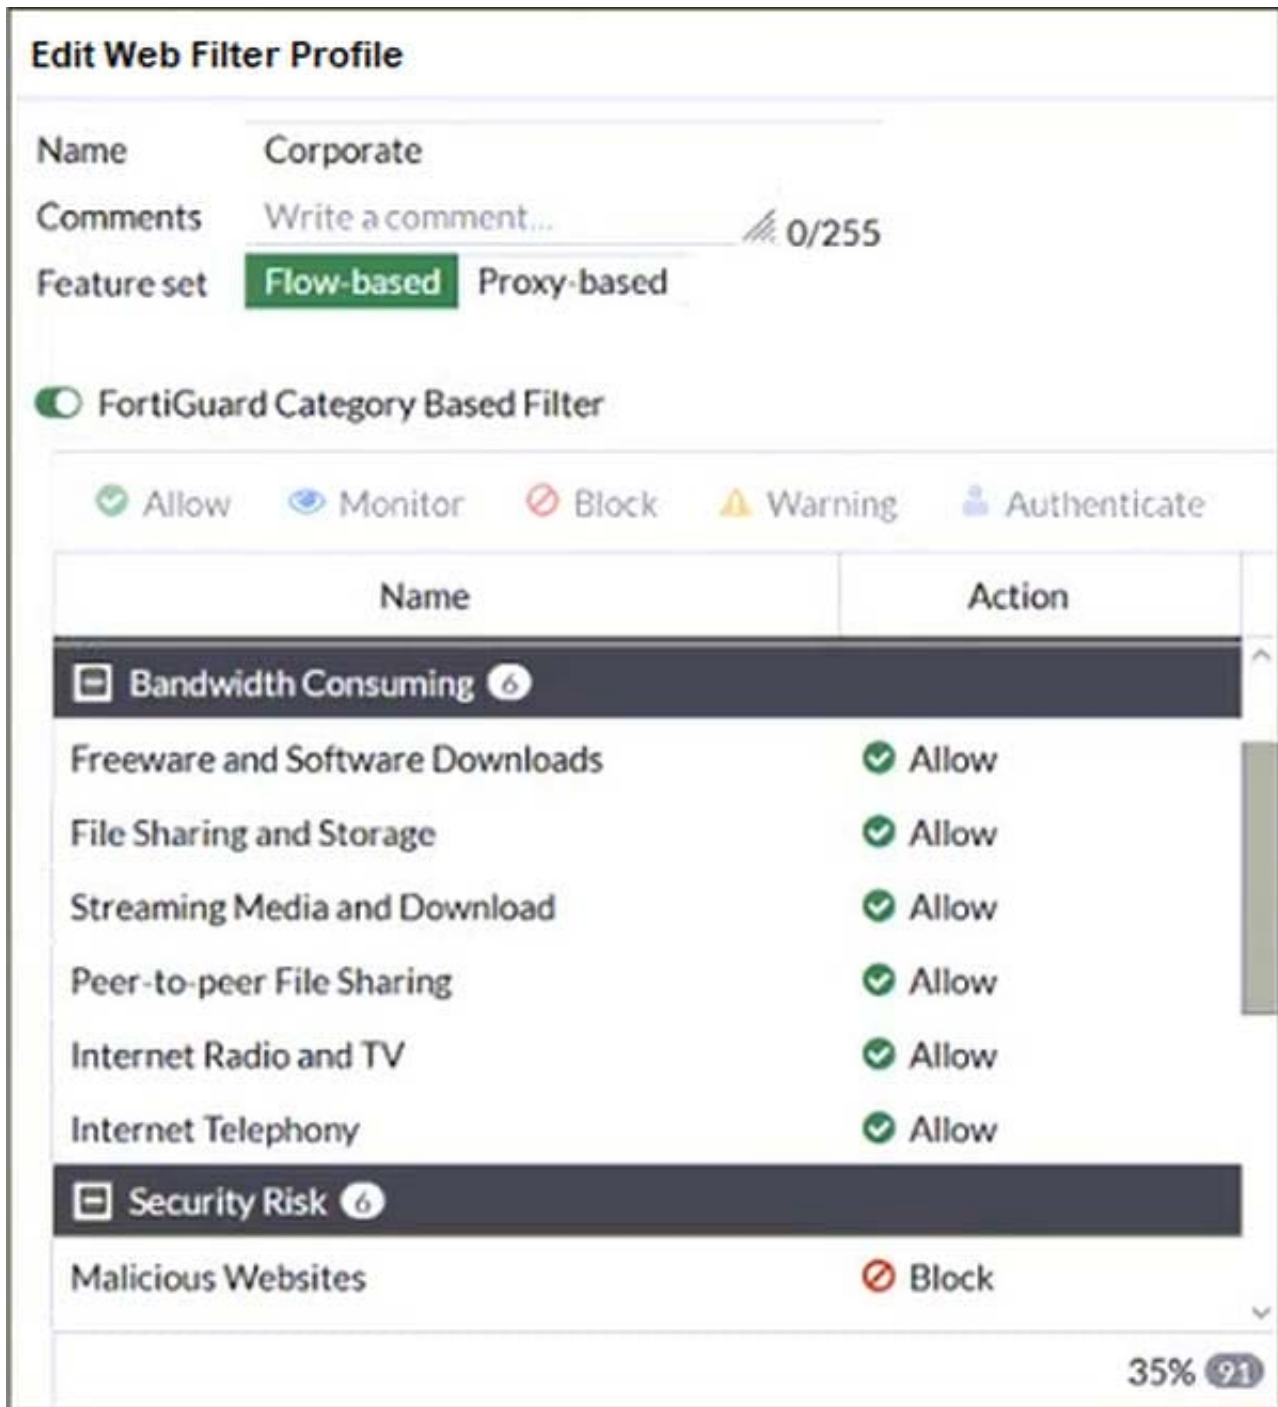 Edit Web Filter Profile
Name Corporate
Comments Write a comment... 0/255
Feature set Flow-based Proxy-based
FortiGuard Category Based Filter
Allow Monitor Block Warning Authenticate
Name Action
Bandwidth Consuming 6
Freeware and Software Downloads Allow
File Sharing and Storage Allow
Streaming Media and Download Allow
Peer-to-peer File Sharing Allow
Internet Radio and TV Allow
Internet Telephony Allow
Security Risk 6
Malicious Websites Block
35% 91